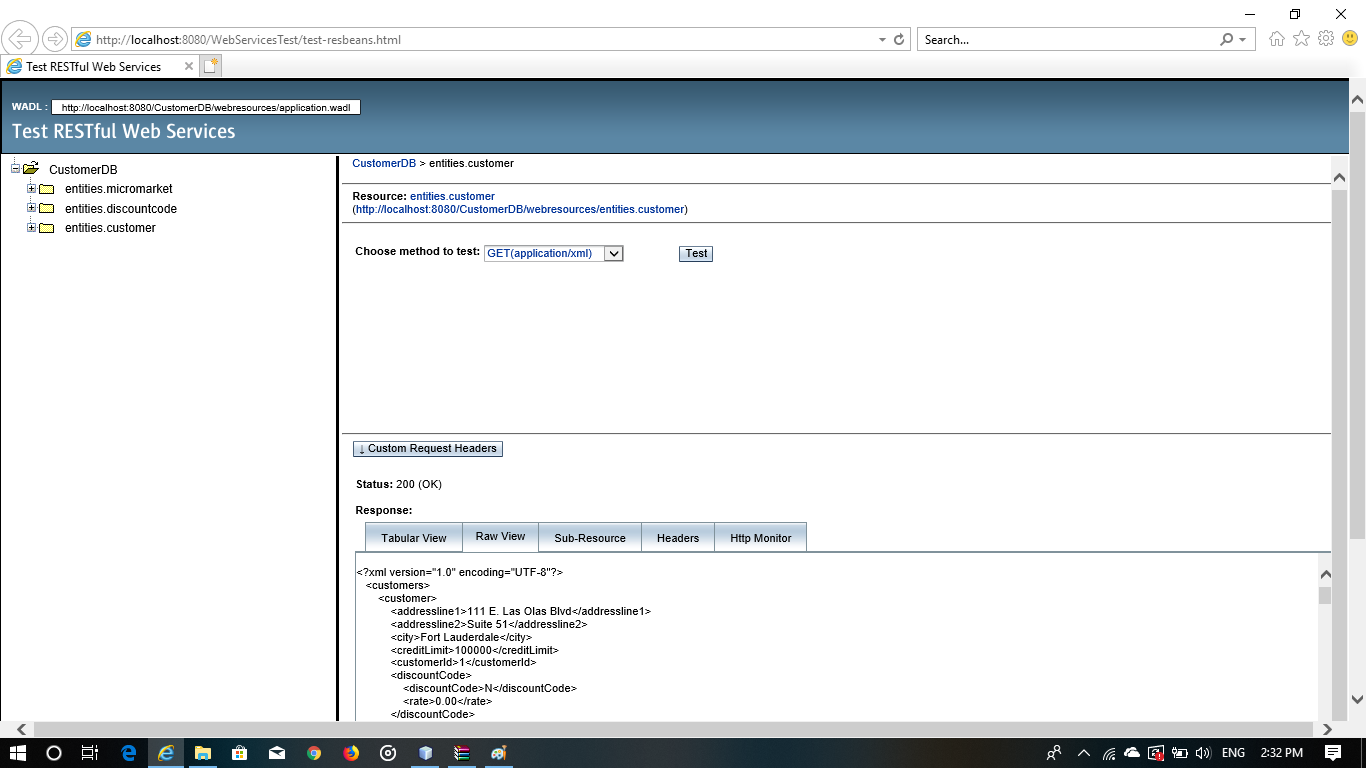 http://localhost:8080/WebServicesTest/test-resbeans.html
Search...
Test RESTful Web Services
WADL : http://localhost:8080/CustomerDB/webresources/application.wadl
Test RESTful Web Services
CustomerDB
entities.micromarket
entities.discountcode
entities.customer
CustomerDB > entities.customer
Resource: entities.customer
(http://localhost:8080/CustomerDB/webresources/entities.customer)
Choose method to test: GET(application/xml) Test
↓ Custom Request Headers
Status: 200 (OK)
Response:
Tabular View Raw View Sub-Resource Headers Http Monitor
<?xml version="1.0" encoding="UTF-8"?>
<customers>
<customer>
<addressline1>111 E. Las Olas Blvd</addressline1>
<addressline2>Suite 51</addressline2>
<city>Fort Lauderdale</city>
<creditLimit>100000</creditLimit>
<customerId>1</customerId>
<discountCode>
<discountCode>N</discountCode>
<rate>0.00</rate>
</discountCode>
ENG 2:32 PM